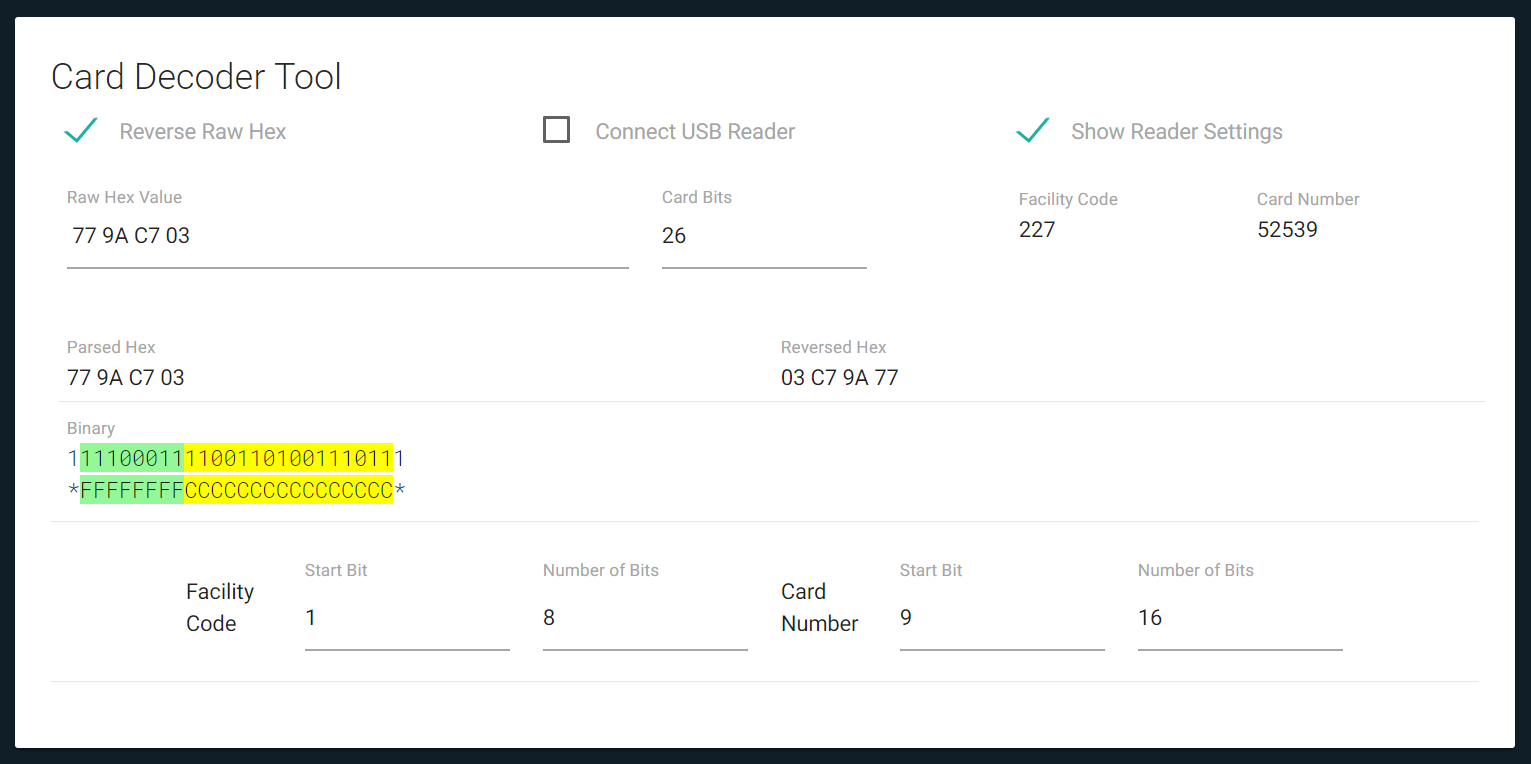 Card Decoder Tool
Reverse Raw Hex
Connect USB Reader
Show Reader Settings
Raw Hex Value
Card Bits
Facility Code
Card Number
77 9A C7 03
26
227
52539
Parsed Hex
Reversed Hex
77 9A C7 03
03 C7 9A 77
Binary
11110001111001101001110111
*FFFFFFFFCCCCCCCCCCCCCCCC*
Facility
Code
Start Bit
1
Number of Bits
8
Card
Number
Start Bit
9
Number of Bits
16